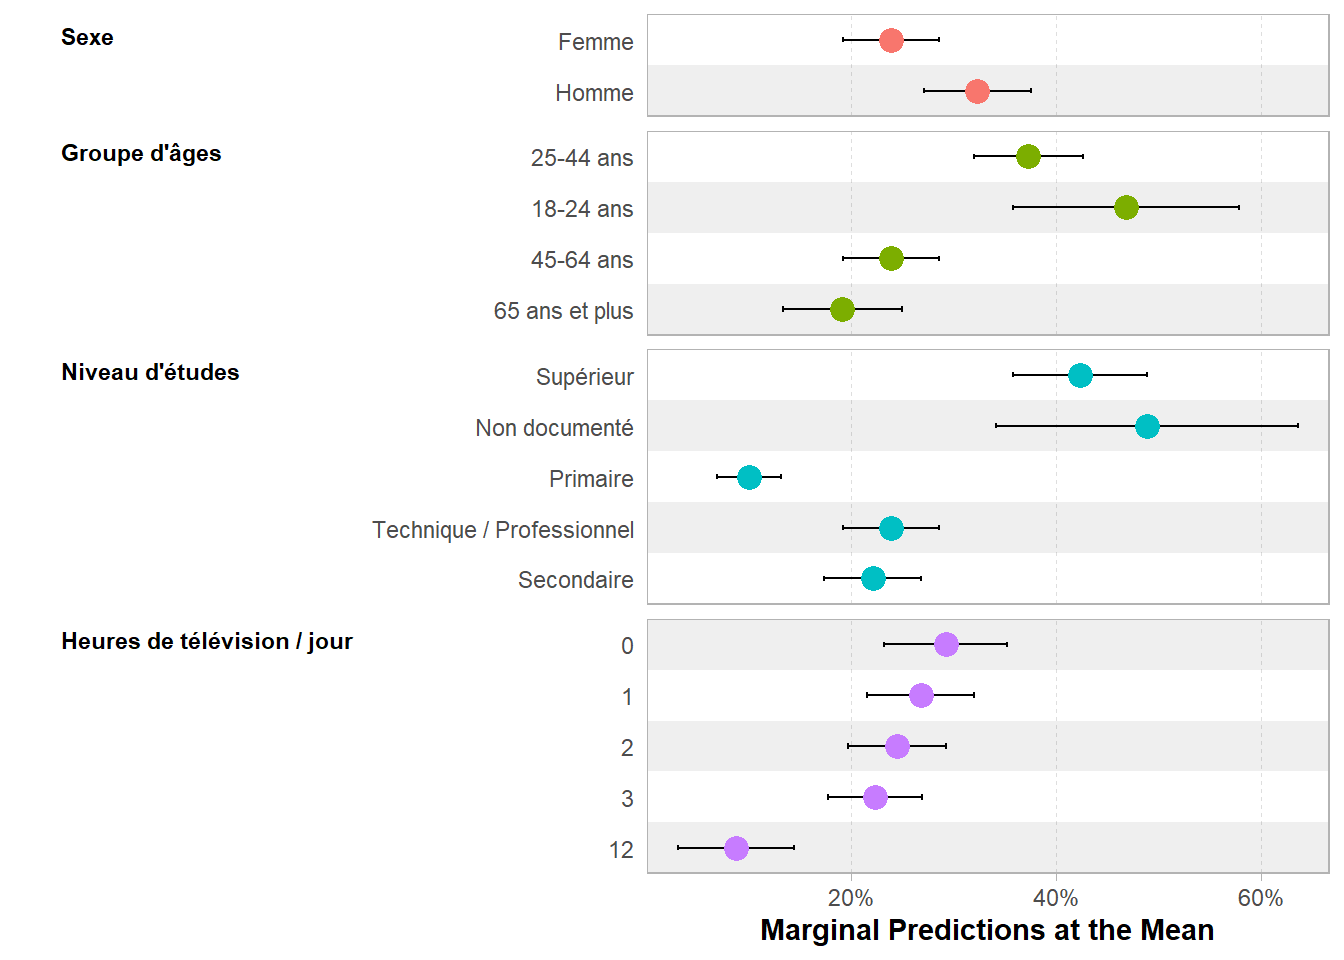 Sexe
Femme
Homme
Groupe d'âges
25-44 ans
18-24 ans
45-64 ans
65 ans et plus
Niveau d'études
Supérieur
Non documenté
Primaire
Technique / Professionnel
Secondaire
Heures de télévision / jour
0
1
2
3
12
20% 40% 60%
Marginal Predictions at the Mean